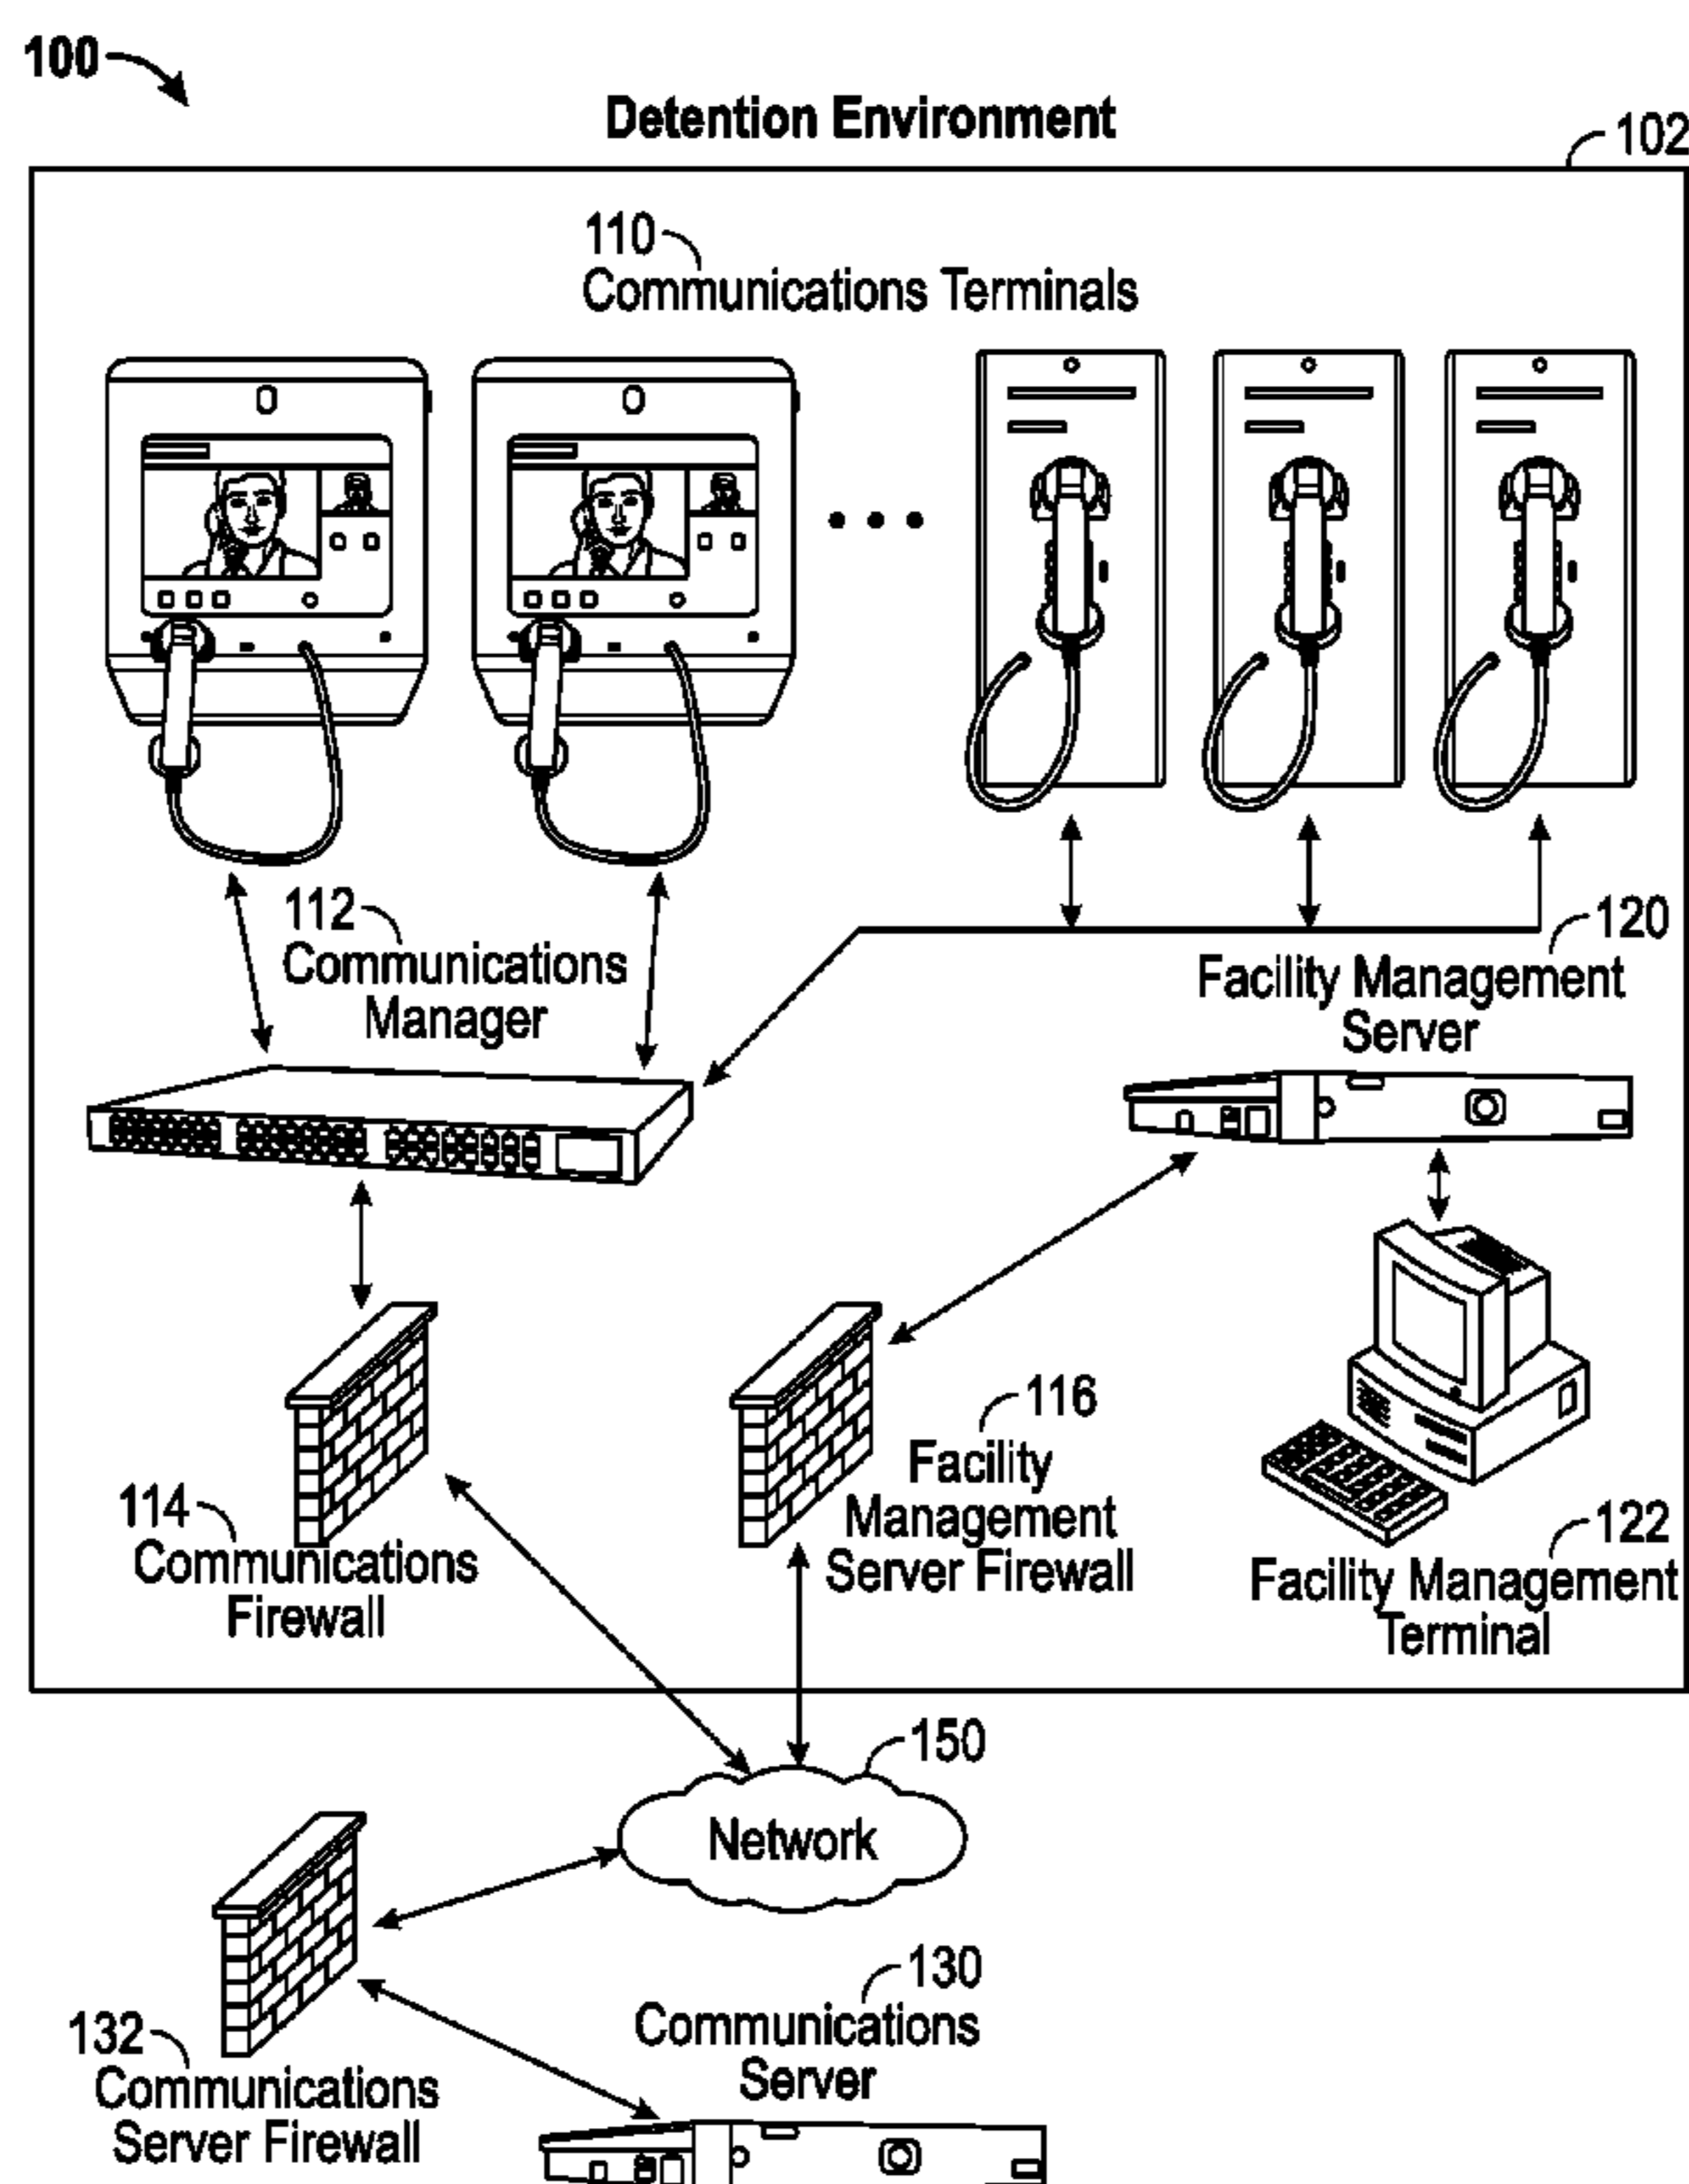 100
Detention Environment
102
110
Communications Terminals
112
Communications
Manager
120
Facility Management
Server
116
Facility
Management
Server Firewall
114
Communications
Firewall
122
Facility Management
Terminal
150
Network
130
Communications
Server
132
Communications
Server Firewall